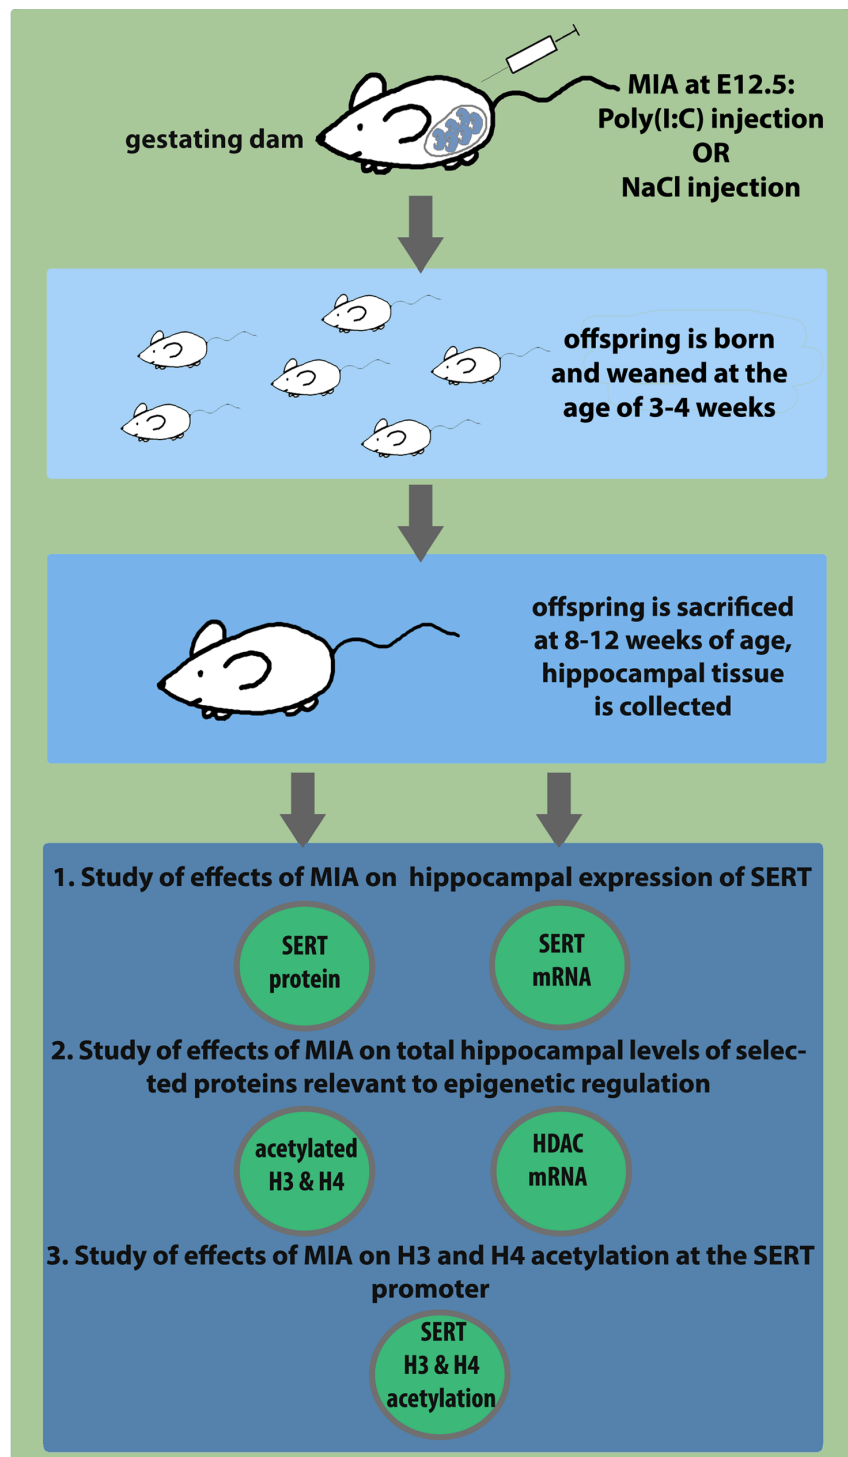 gestating dam
MIA at E12.5:
Poly(I:C) injection
OR
NaCl injection
offspring is born
and weaned at the
age of 3-4 weeks
offspring is sacrificed
at 8-12 weeks of age,
hippocampal tissue
is collected
1. Study of effects of MIA on hippocampal expression of SERT
SERT
protein
SERT
mRNA
2. Study of effects of MIA on total hippocampal levels of selec-
ted proteins relevant to epigenetic regulation
acetylated
H3 & H4
HDAC
mRNA
3. Study of effects of MIA on H3 and H4 acetylation at the SERT
promoter
SERT
H3 & H4
acetylation